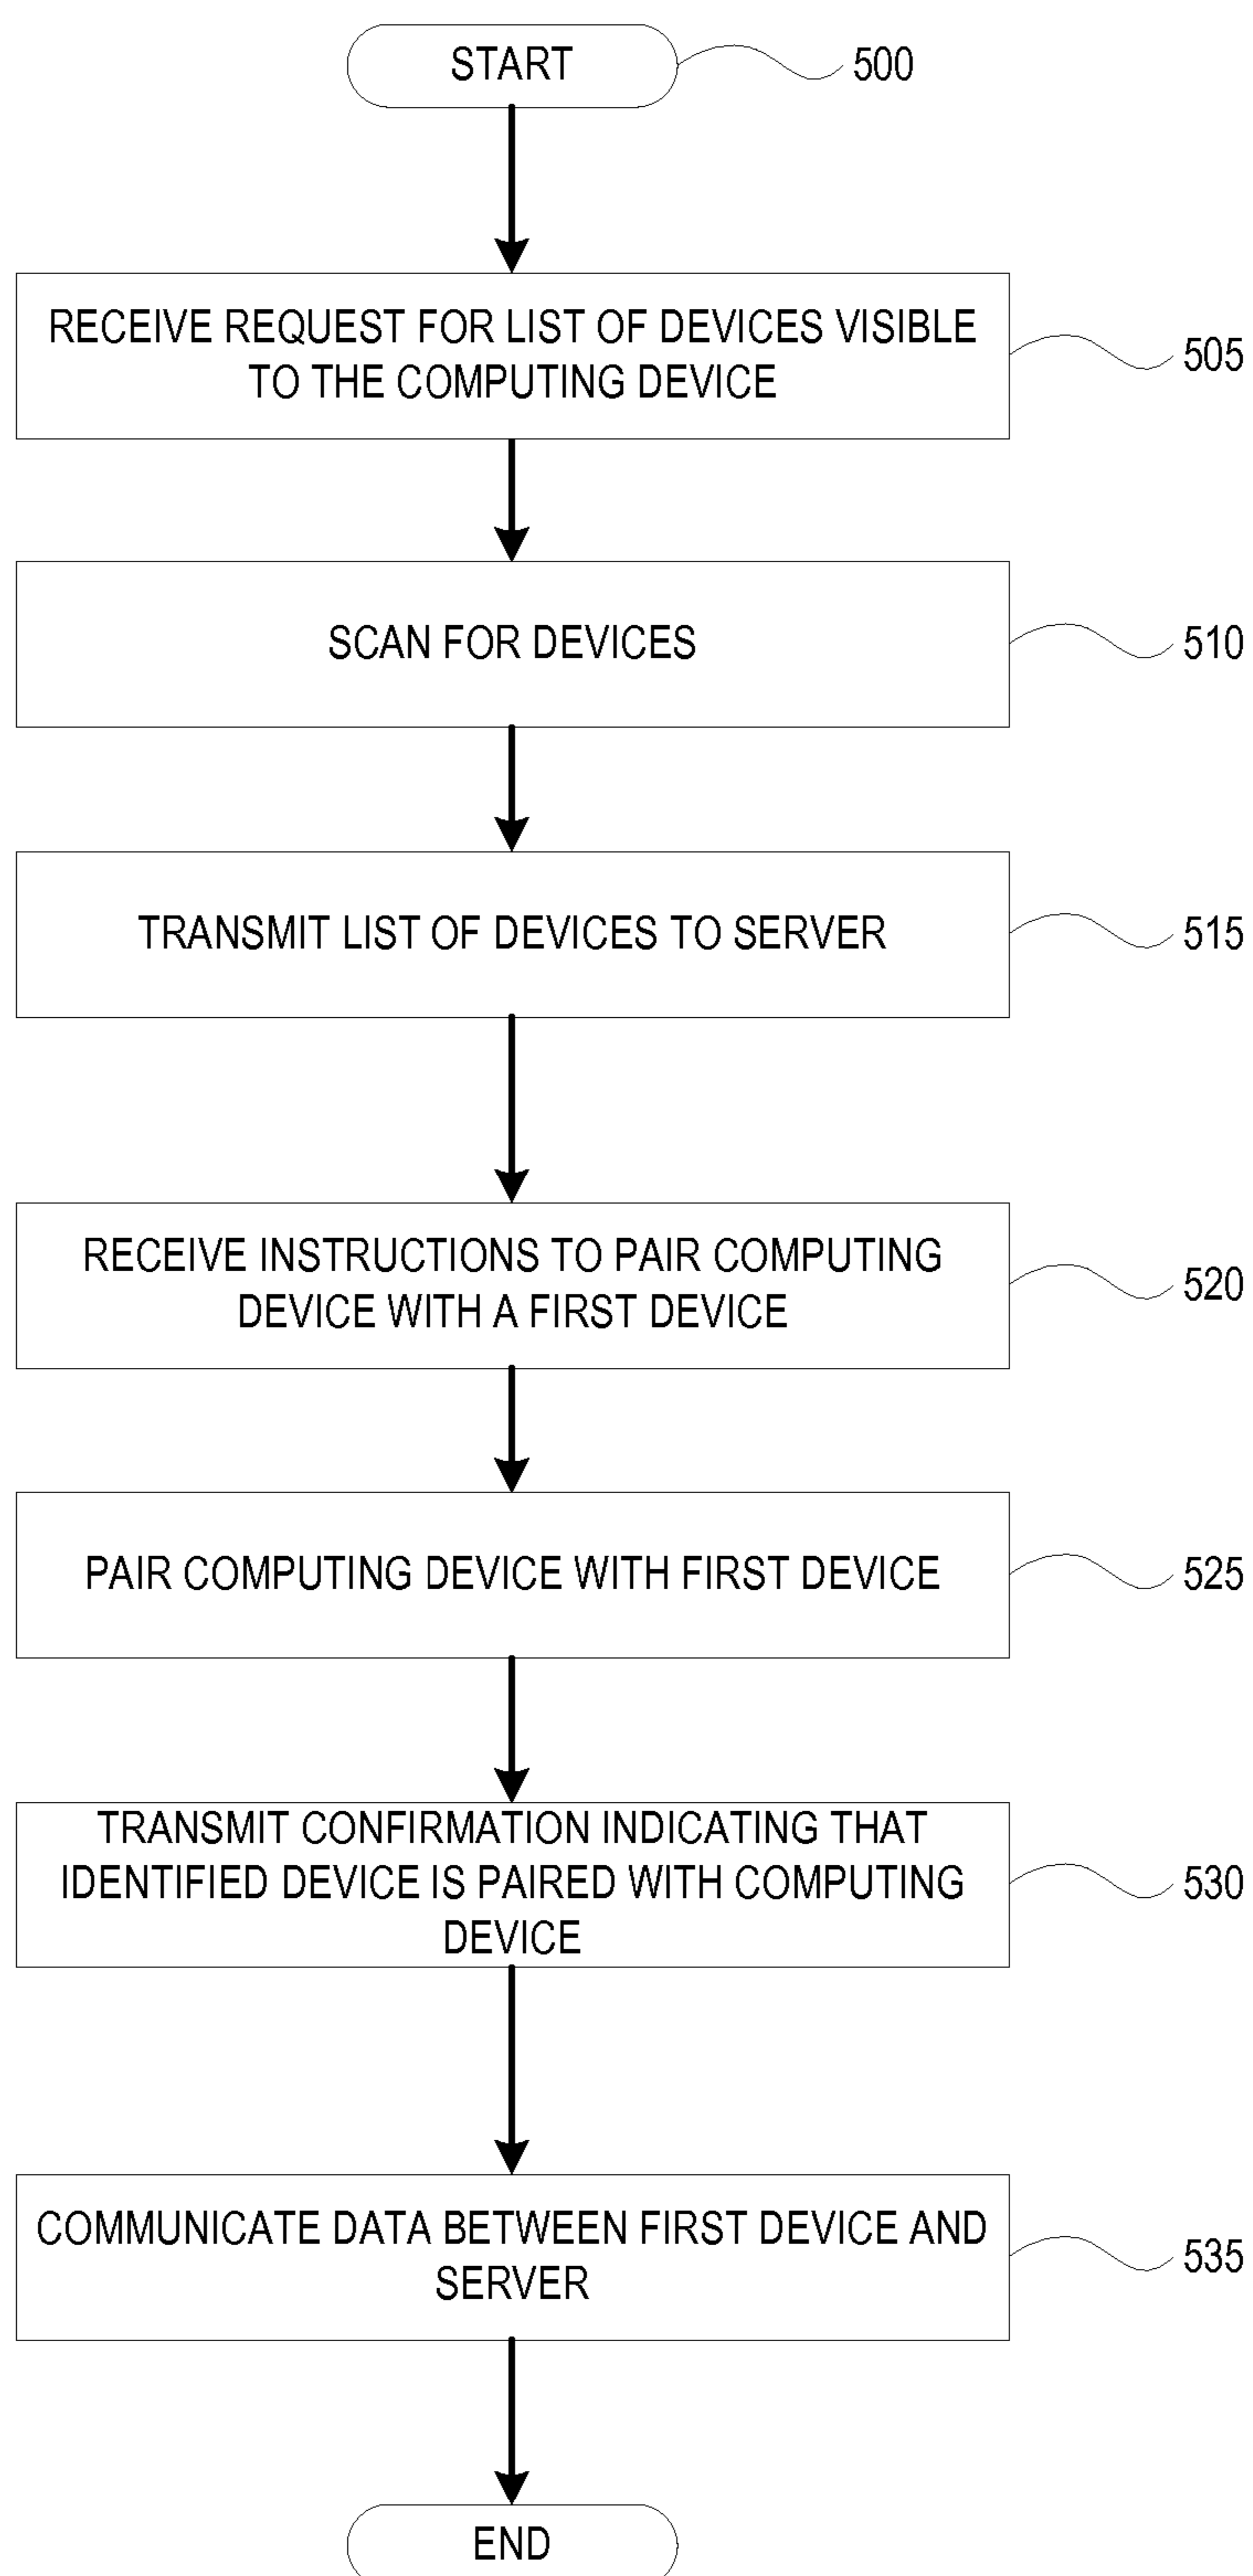 START
500
RECEIVE REQUEST FOR LIST OF DEVICES VISIBLE
TO THE COMPUTING DEVICE
505
SCAN FOR DEVICES
510
TRANSMIT LIST OF DEVICES TO SERVER
515
RECEIVE INSTRUCTIONS TO PAIR COMPUTING
DEVICE WITH A FIRST DEVICE
520
PAIR COMPUTING DEVICE WITH FIRST DEVICE
525
TRANSMIT CONFIRMATION INDICATING THAT
IDENTIFIED DEVICE IS PAIRED WITH COMPUTING
DEVICE
530
COMMUNICATE DATA BETWEEN FIRST DEVICE AND
SERVER
535
END